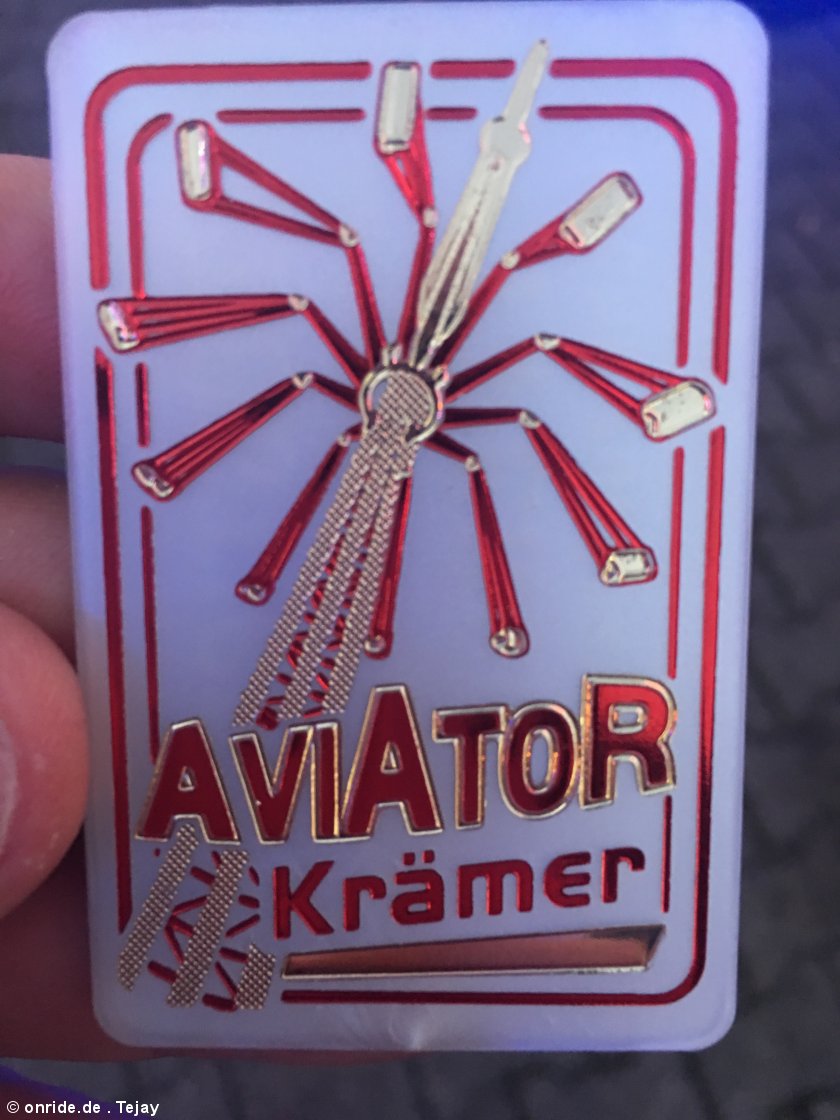 AVIATOR
Krämer
© onride.de . Tejay